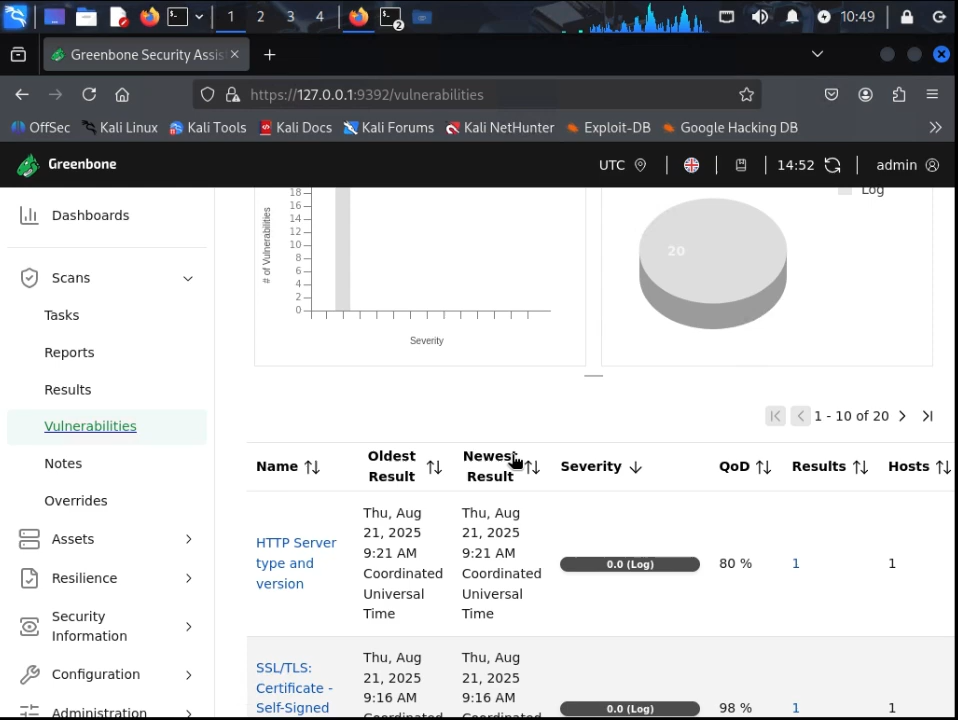 1 2 3 4
2
10:49
Greenbone Security Assis
https://127.0.0.1:9392/vulnerabilities
OffSec Kali Linux Kali Tools Kali Docs Kali Forums Kali NetHunter Exploit-DB Google Hacking DB
Greenbone
UTC
14:52
admin
Dashboards
Scans
Tasks
Reports
Results
Vulnerabilities
Notes
Overrides
Assets
Resilience
Security
Information
Configuration
Administration
# of Vulnerabilities
18
16
14
12
10
8
6
4
2
0
Severity
Log
20
1 - 10 of 20
Name
Oldest
Result
Newest
Result
Severity
QoD
Results
Hosts
HTTP Server
type and
version
Thu, Aug
21, 2025
9:21 AM
Coordinated
Universal
Time
Thu, Aug
21, 2025
9:21 AM
Coordinated
Universal
Time
0.0 (Log)
80 %
1
1
SSL/TLS:
Certificate -
Self-Signed
Thu, Aug
21, 2025
9:16 AM
Coordinated
Thu, Aug
21, 2025
9:16 AM
Coordinated
0.0 (Log)
98 %
1
1